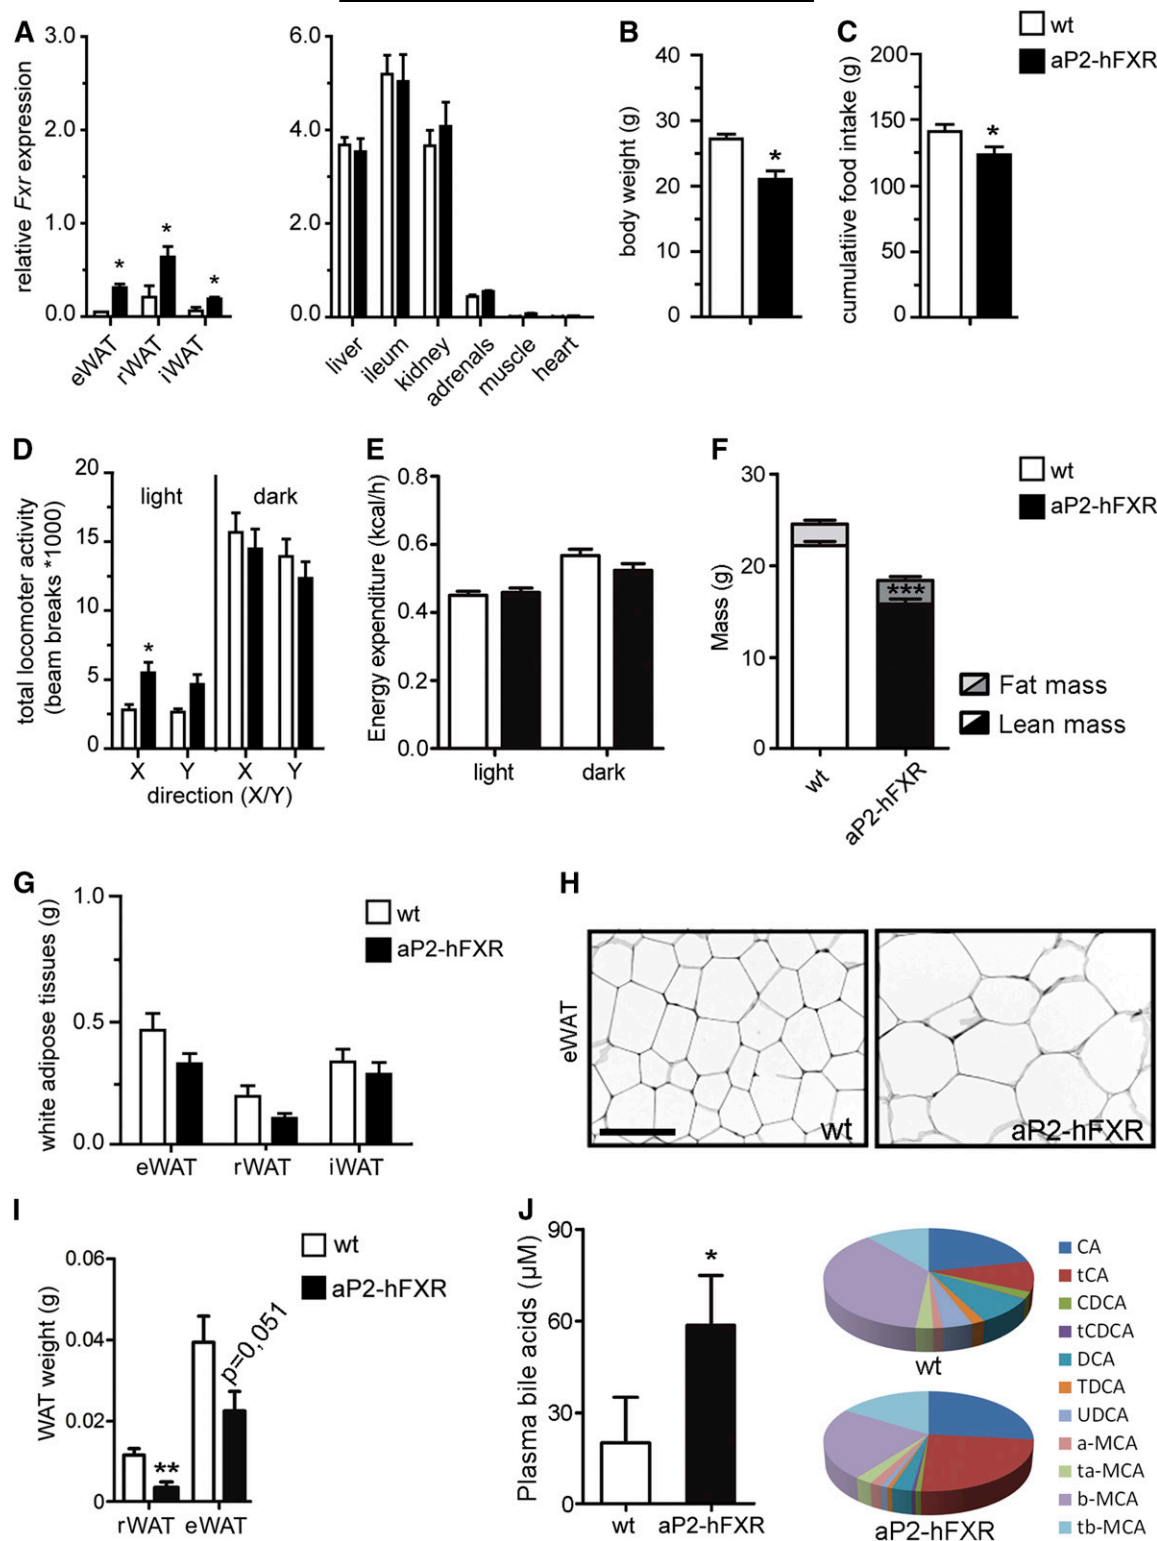 A
3.0
2.0
1.0
0.0
relative Fxr expression
* * *
eWAT rWAT iWAT
6.0
4.0
2.0
0.0
liver ileum kidney adrenals muscle heart
B
40
30
20
10
0
body weight (g)
*
C
200
150
100
50
0
cumulatiive food intake (g)
*
wt
aP2-hFXR
D
20
15
10
5
0
total locomoter activity
(beam breaks *1000)
light dark
*
X Y X Y
direction (X/Y)
E
0.8
0.6
0.4
0.2
0.0
Energy expenditure (kcal/h)
light dark
F
30
20
10
0
Mass (g)
***
wt aP2-hFXR
wt
aP2-hFXR
Fat mass
Lean mass
G
1.0
0.5
0.0
white adipose tissues (g)
eWAT rWAT iWAT
wt
aP2-hFXR
H
eWAT
wt
aP2-hFXR
I
0.06
0.04
0.02
0
WAT weight (g)
**
p=0,051
rWAT eWAT
wt
aP2-hFXR
J
90
60
30
0
Plasma bile acids (µM)
*
wt aP2-hFXR
wt
aP2-hFXR
CA
tCA
CDCA
tCDCA
DCA
TDCA
UDCA
a-MCA
ta-MCA
b-MCA
tb-MCA